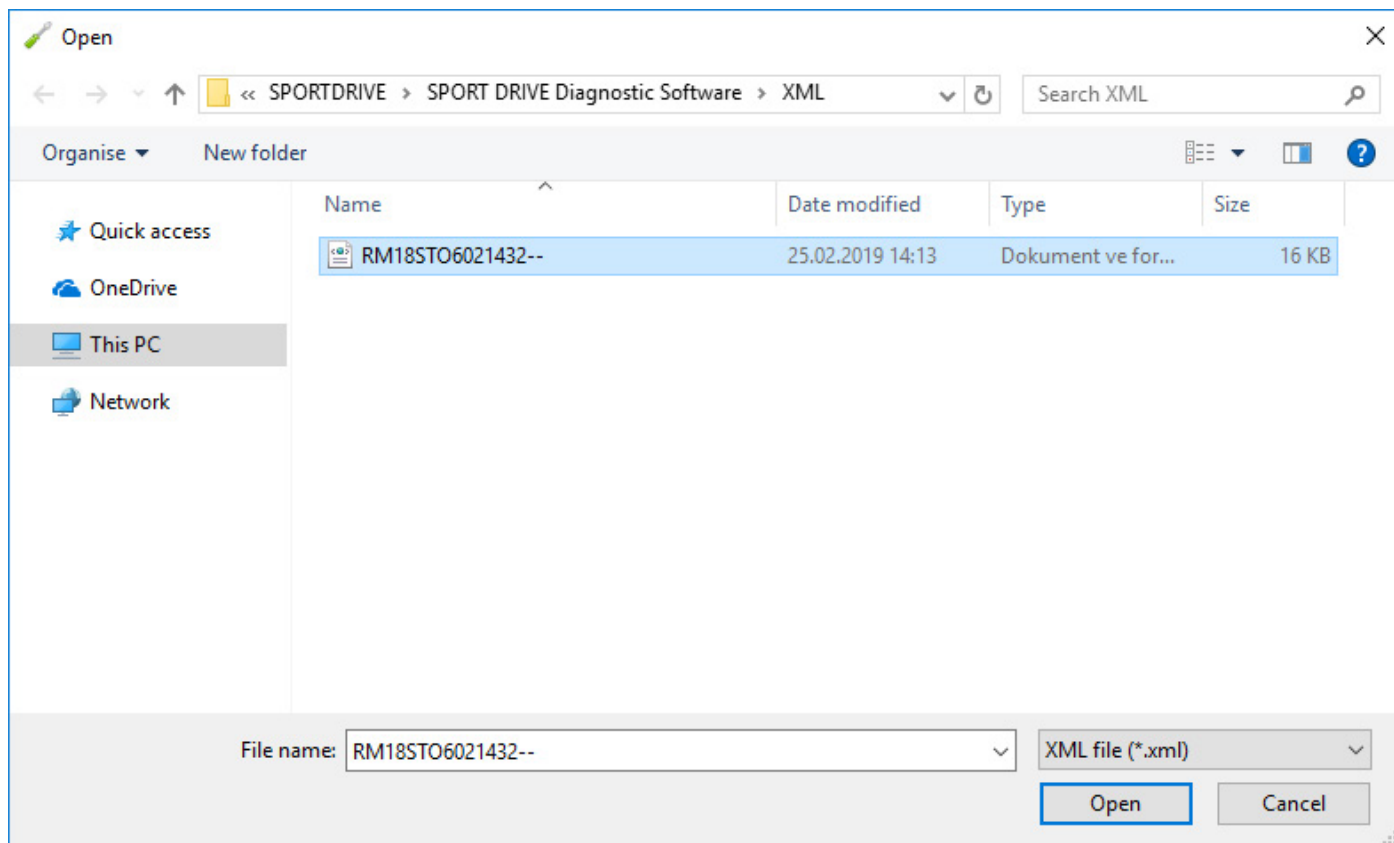 Open
« SPORTDRIVE > SPORT DRIVE Diagnostic Software > XML
Search XML
Organise
New folder
Name
Date modified
Type
Size
Quick access
RM18STO6021432--
25.02.2019 14:13
Dokument ve for...
16 KB
OneDrive
This PC
Network
File name:
RM18STO6021432--
XML file (*.xml)
Open
Cancel